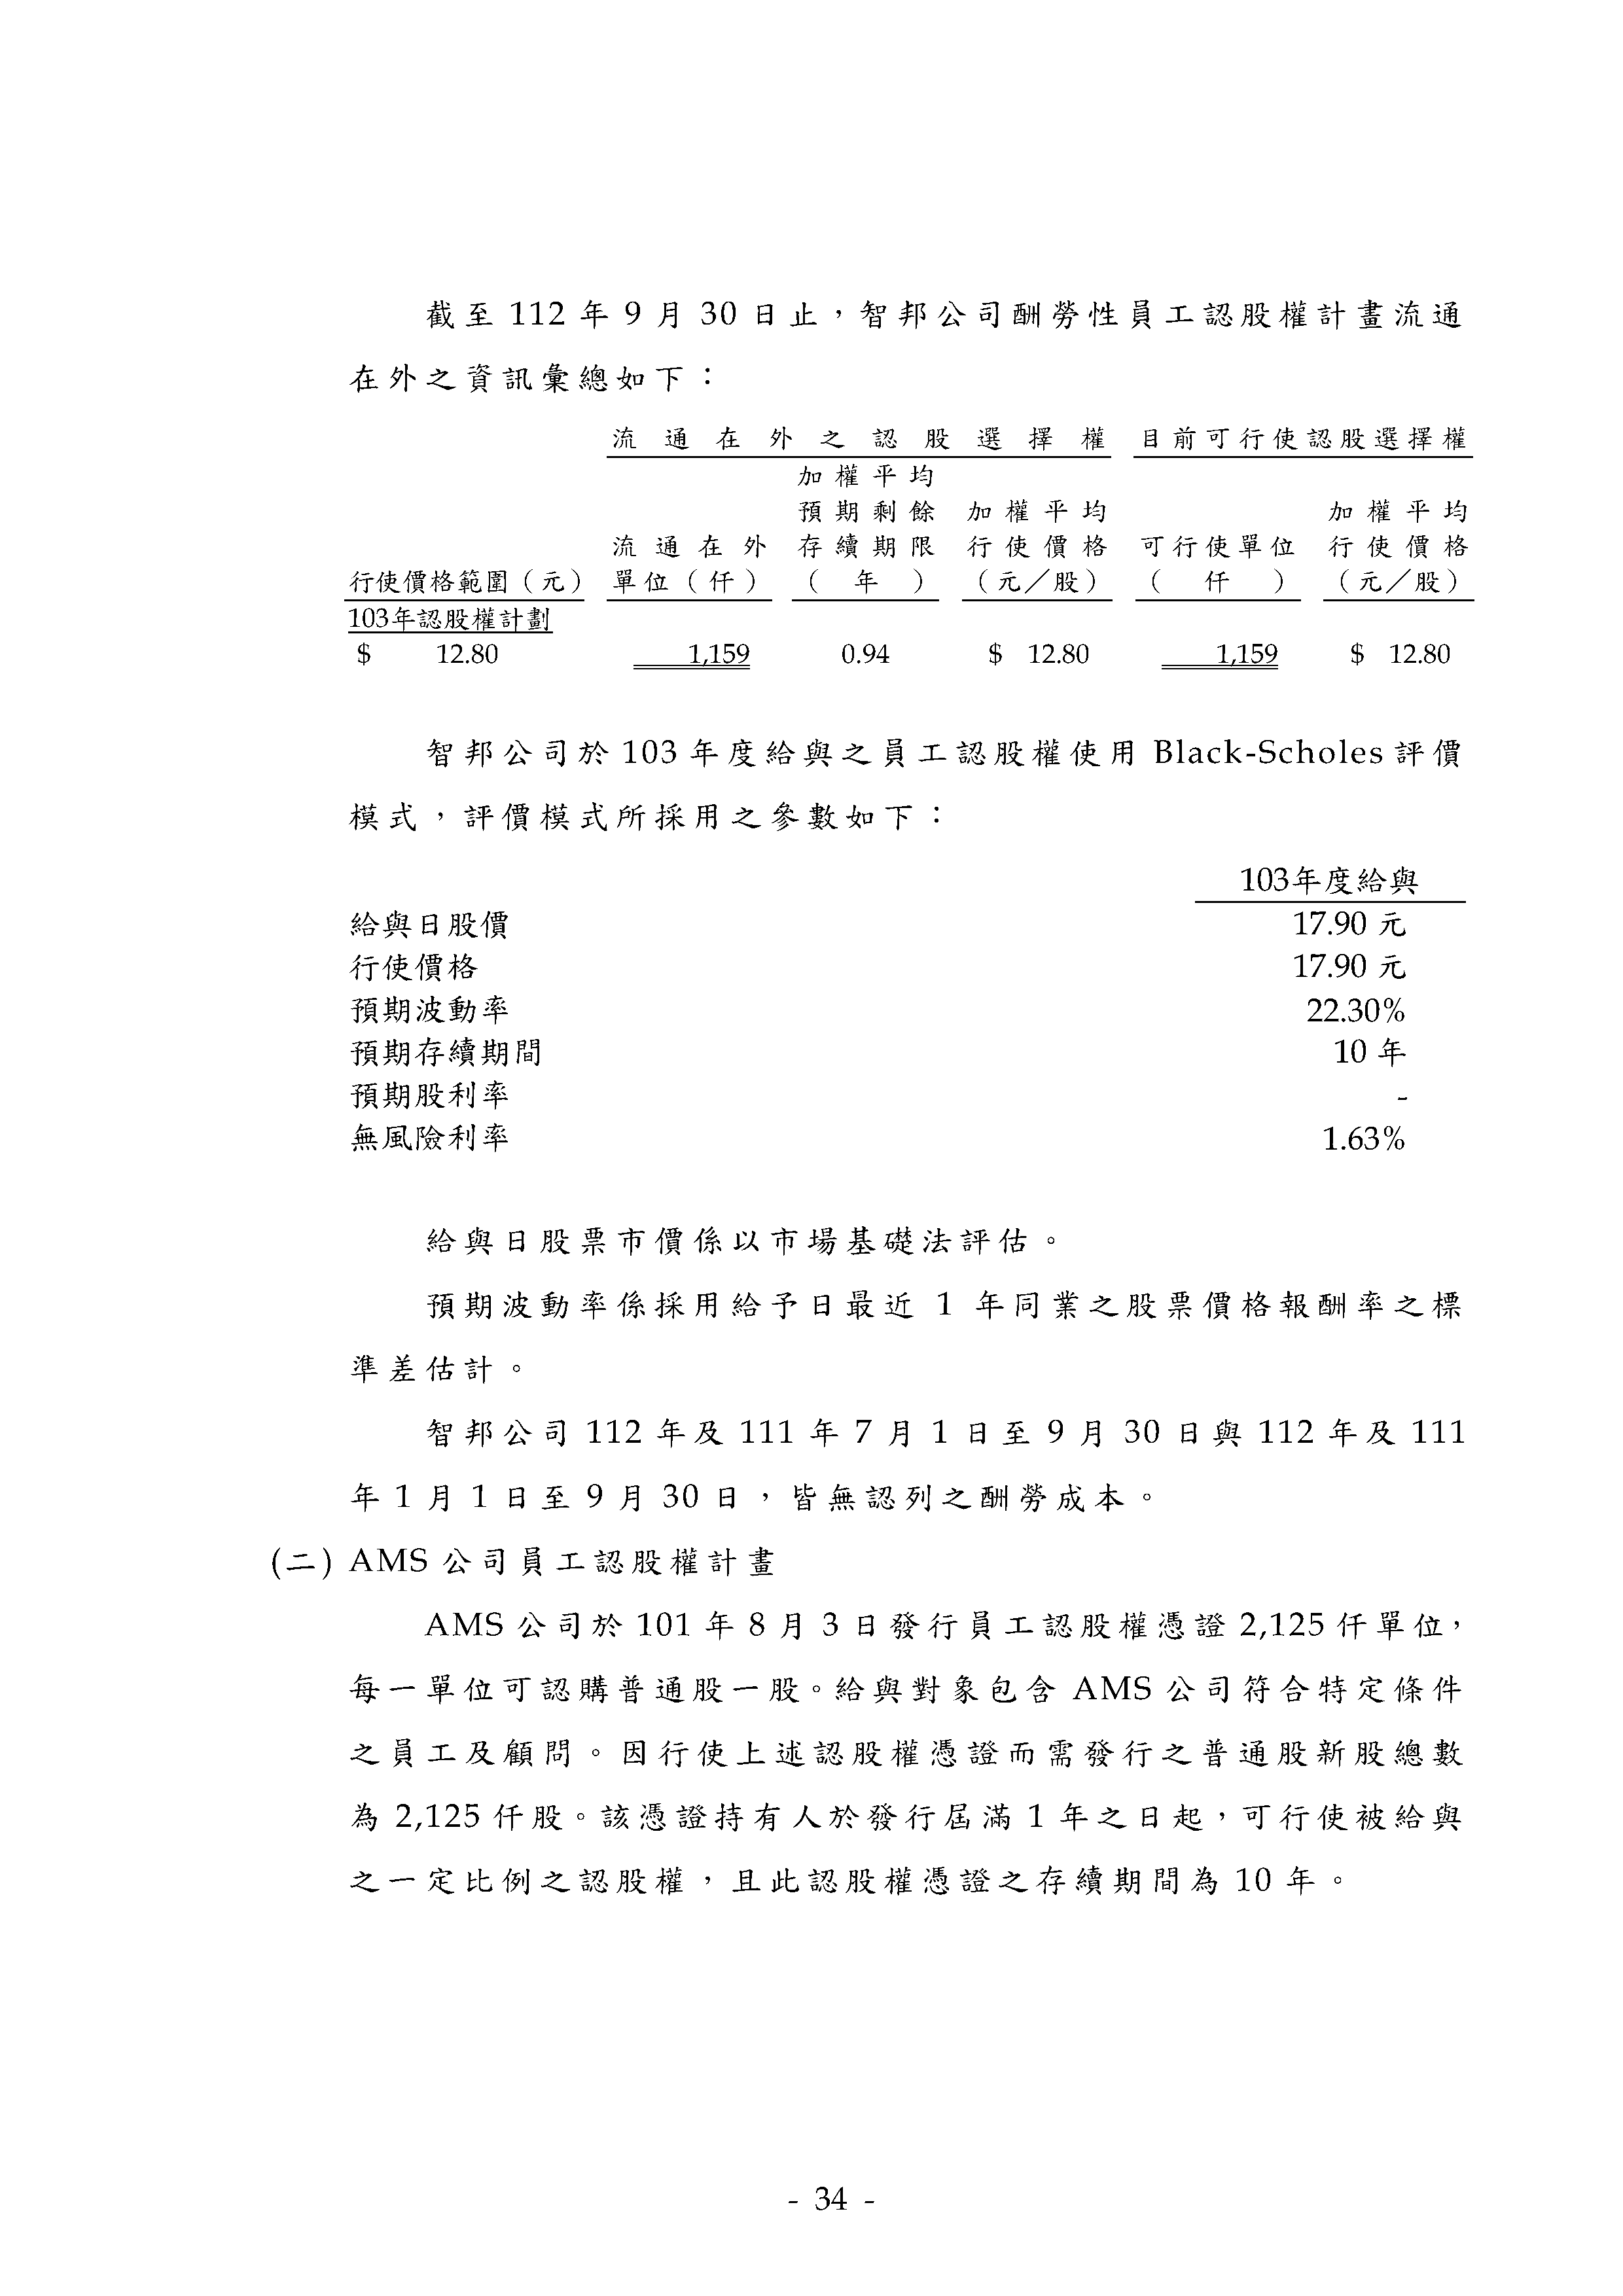 截至 112 年 9 月 30 日止，智邦公司酬勞性員工認股權計畫流通
在外之資訊彙總如下：
流通在外之認股選擇權 目前可行使認股選擇權
加權平均
預期剩餘 加權平均 加權平均
流通在外 存續期限 行使價格 可行使單位 行使價格
行使價格範圍（元） 單位（仟） （年） （元／股） （仟） （元／股）
103年認股權計劃
$ 12.80 1,159 0.94 $ 12.80 1,159 $ 12.80
智邦公司於 103 年度給與之員工認股權使用 Black-Scholes 評價
模式，評價模式所採用之參數如下：
103年度給與
給與日股價 17.90 元
行使價格 17.90 元
預期波動率 22.30%
預期存續期間 10 年
預期股利率 -
無風險利率 1.63%
給與日股票市價係以市場基礎法評估。
預期波動率係採用給予日最近 1 年同業之股票價格報酬率之標
準差估計。
智邦公司 112 年及 111 年 7 月 1 日至 9 月 30 日與 112 年及 111
年 1 月 1 日至 9 月 30 日，皆無認列之酬勞成本。
(二) AMS 公司員工認股權計畫
AMS 公司於 101 年 8 月 3 日發行員工認股權憑證 2,125 仟單位，
每一單位可認購普通股一股。給與對象包含 AMS 公司符合特定條件
之員工及顧問。因行使上述認股權憑證而需發行之普通股新股總數
為 2,125 仟股。該憑證持有人於發行屆滿 1 年之日起，可行使被給與
之一定比例之認股權，且此認股權憑證之存續期間為 10 年。
- 34 -